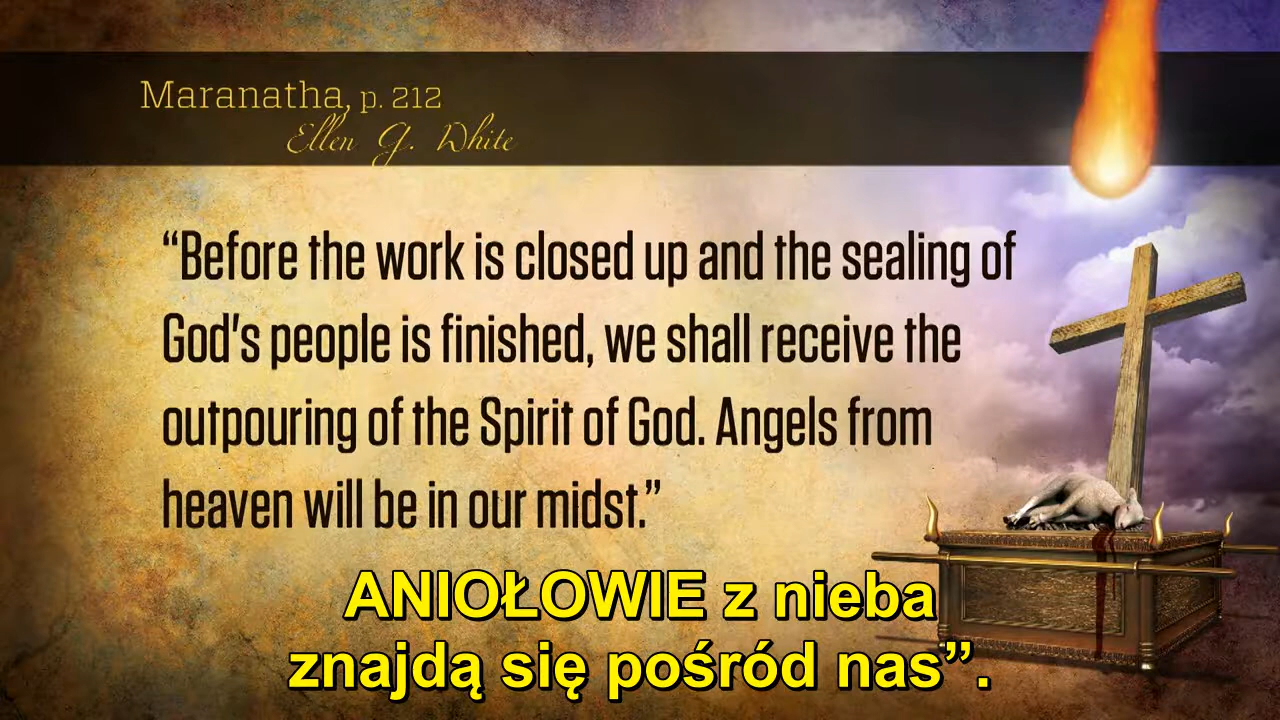 Maranatha, p. 212
Ellen G. White
“Before the work is closed up and the sealing of
God's people is finished, we shall receive the
outpouring of the Spirit of God. Angels from
heaven will be in our midst.”
ANIOŁOWIE z nieba
znajdą się pośród nas”.